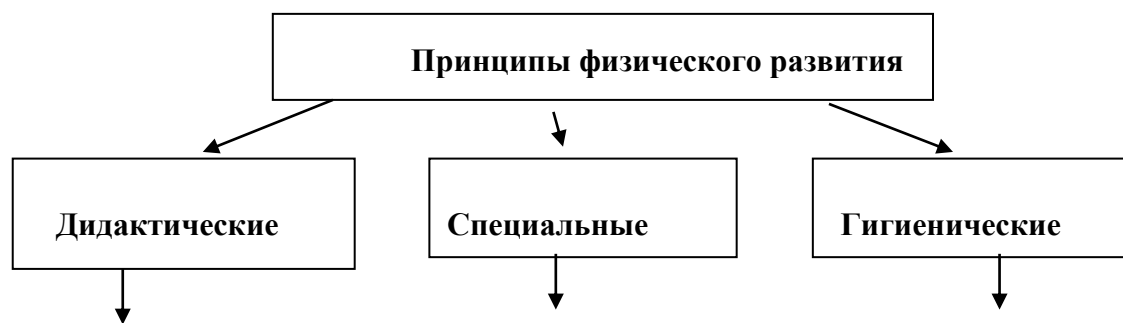 Принципы физического развития
Дидактические
Специальные
Гигиенические